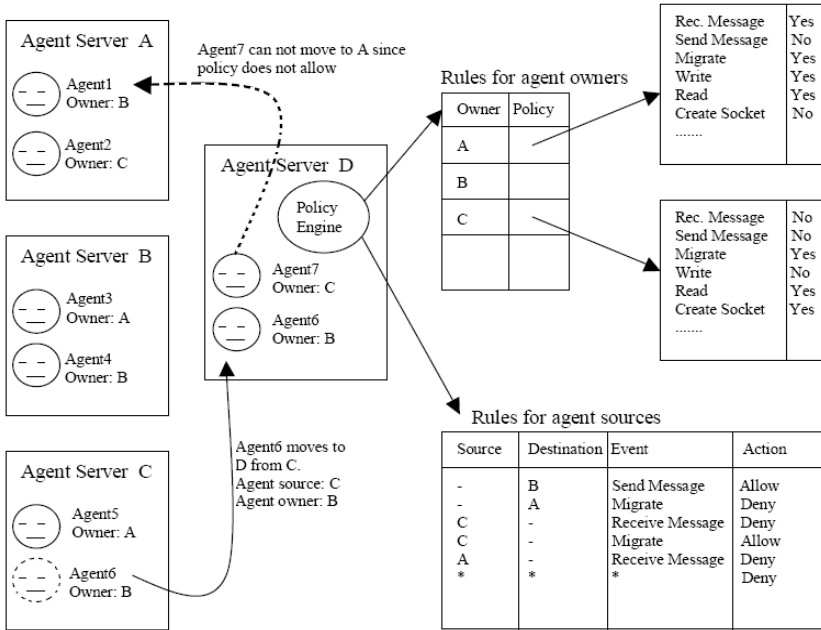 Agent Server A
Agent1
Owner: B
Agent2
Owner: C
Agent7 can not move to A since
policy does not allow
Agent Server B
Agent3
Owner: A
Agent4
Owner: B
Agent Server C
Agent5
Owner: A
Agent6
Owner: B
Agent Server D
Policy
Engine
Agent7
Owner: C
Agent6
Owner: B
Agent6 moves to
D from C.
Agent source: C
Agent owner: B
Rules for agent owners
Owner Policy
A
B
C
Rec. Message Yes
Send Message No
Migrate Yes
Write Yes
Read Yes
Create Socket No
.......
Rec. Message No
Send Message No
Migrate Yes
Write No
Read Yes
Create Socket Yes
.......
Rules for agent sources
Source Destination Event Action
- B Send Message Allow
- A Migrate Deny
C - Receive Message Deny
C - Migrate Allow
A - Receive Message Deny
* * * Deny